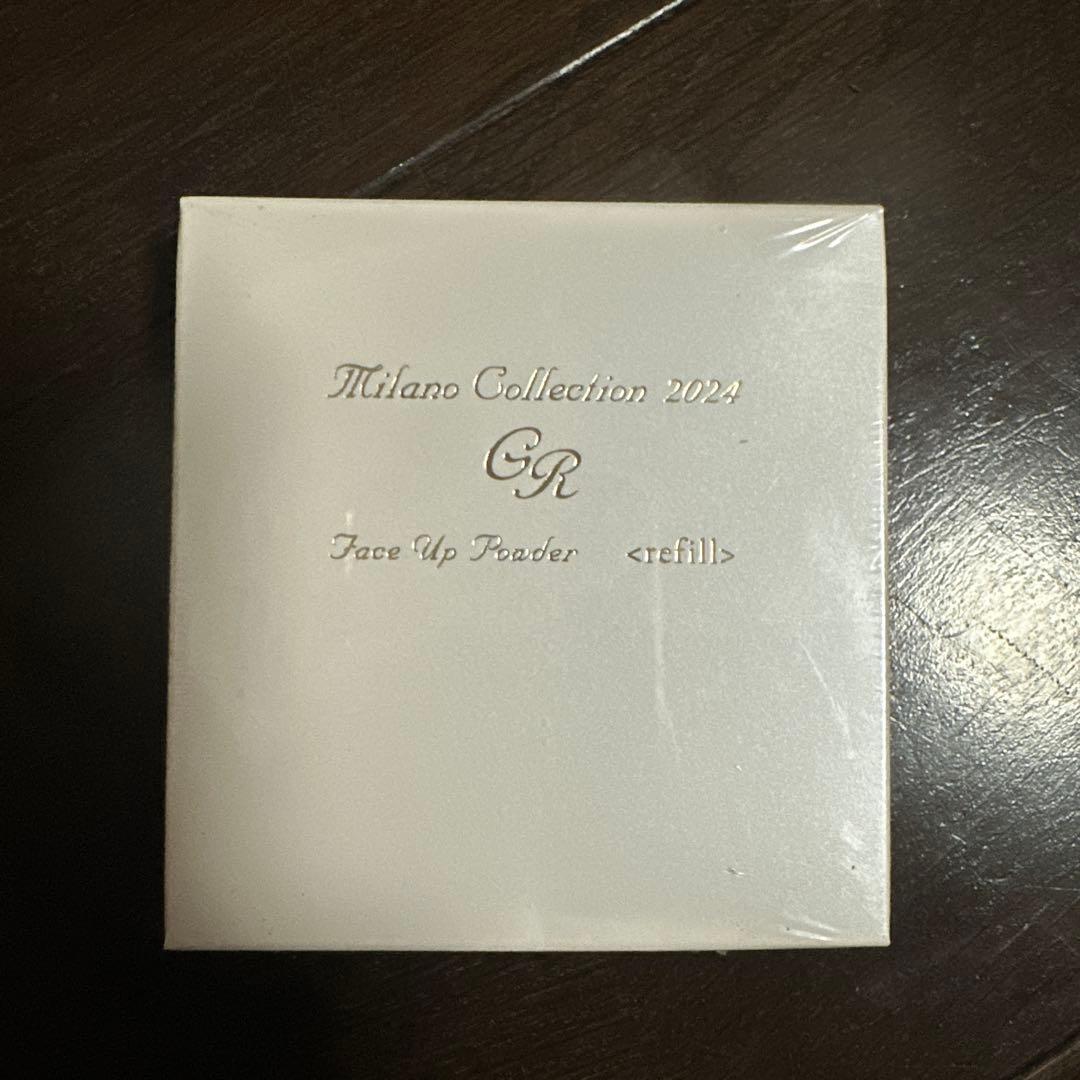 Milano Collection 2024
GR
Face Up Powder <refill>